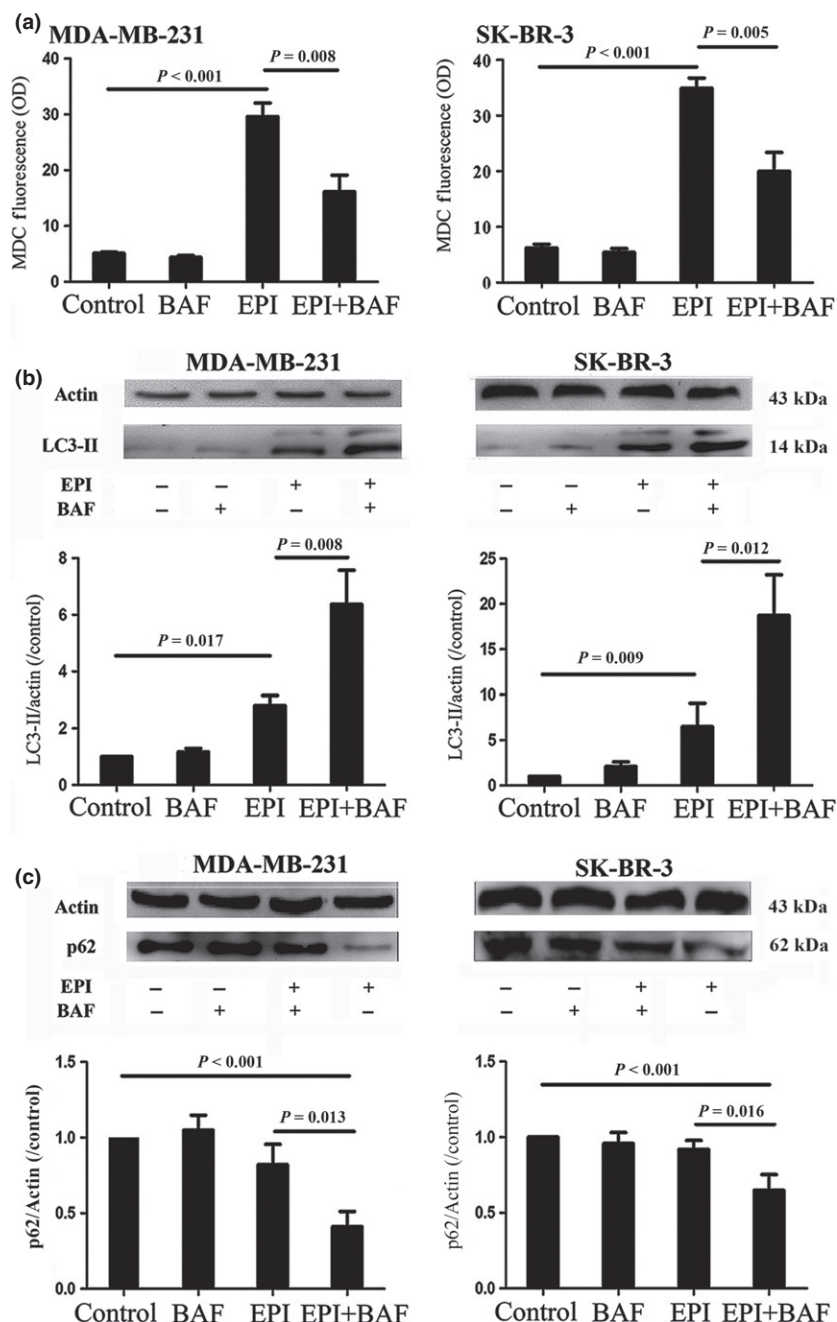 (a) MDA-MB-231 SK-BR-3
P < 0.001 P = 0.008
P < 0.001 P = 0.005
MDC fluorescence (OD)
40
30
20
10
0
Control BAF EPI EPI+BAF
MDC fluorescence (OD)
40
30
20
10
0
Control BAF EPI EPI+BAF
(b) MDA-MB-231 SK-BR-3
Actin 43 kDa
LC3-II 14 kDa
EPI – – + + – – + +
BAF – + – + – + – +
P = 0.008
P = 0.017
LC3-II/actin (/control)
8
6
4
2
0
Control BAF EPI EPI+BAF
P = 0.012
P = 0.009
LC3-II/actin (/control)
25
20
15
10
5
0
Control BAF EPI EPI+BAF
(c) MDA-MB-231 SK-BR-3
Actin 43 kDa
p62 62 kDa
EPI – – + + – – + +
BAF – + + – – + + –
P < 0.001
P = 0.013
p62/Actin (/control)
1.5
1.0
0.5
0.0
Control BAF EPI EPI+BAF
P < 0.001
P = 0.016
p62/Actin (/control)
1.5
1.0
0.5
0.0
Control BAF EPI EPI+BAF